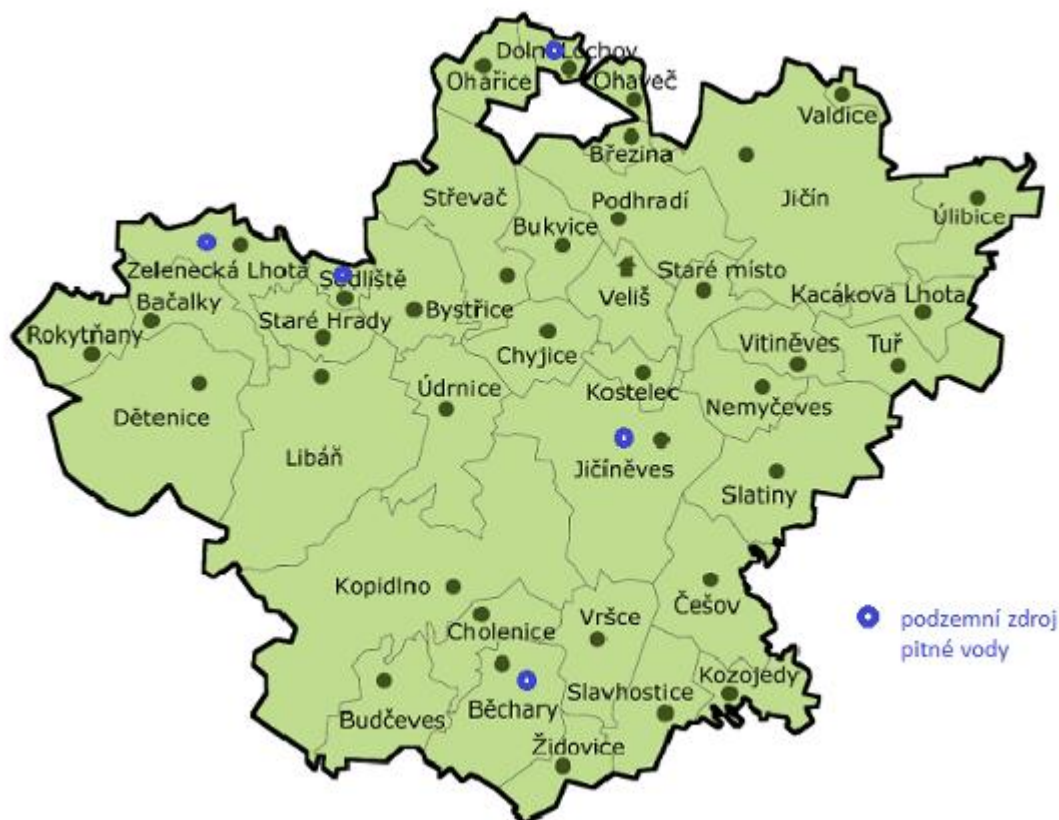 Dolní Lochov
Ohařice
Ohaveč
Valdice
Březina
Střevač
Podhradí
Jičín
Úlibice
Bukvice
Zelenecká Lhota
Sedliště
Staré místo
Veliš
Kacáková Lhota
Bačalky
Bystřice
Rokytňany
Staré Hrady
Chyjice
Vitiněves
Tuř
Údrnice
Kostelec
Nemyčeves
Dětenice
Libáň
Jičíněves
Slatiny
Kopidlno
Češov
Vršce
podzemní zdroj
pitné vody
Cholenice
Kozojedy
Slavhostice
Běchary
Budčeves
Židovice